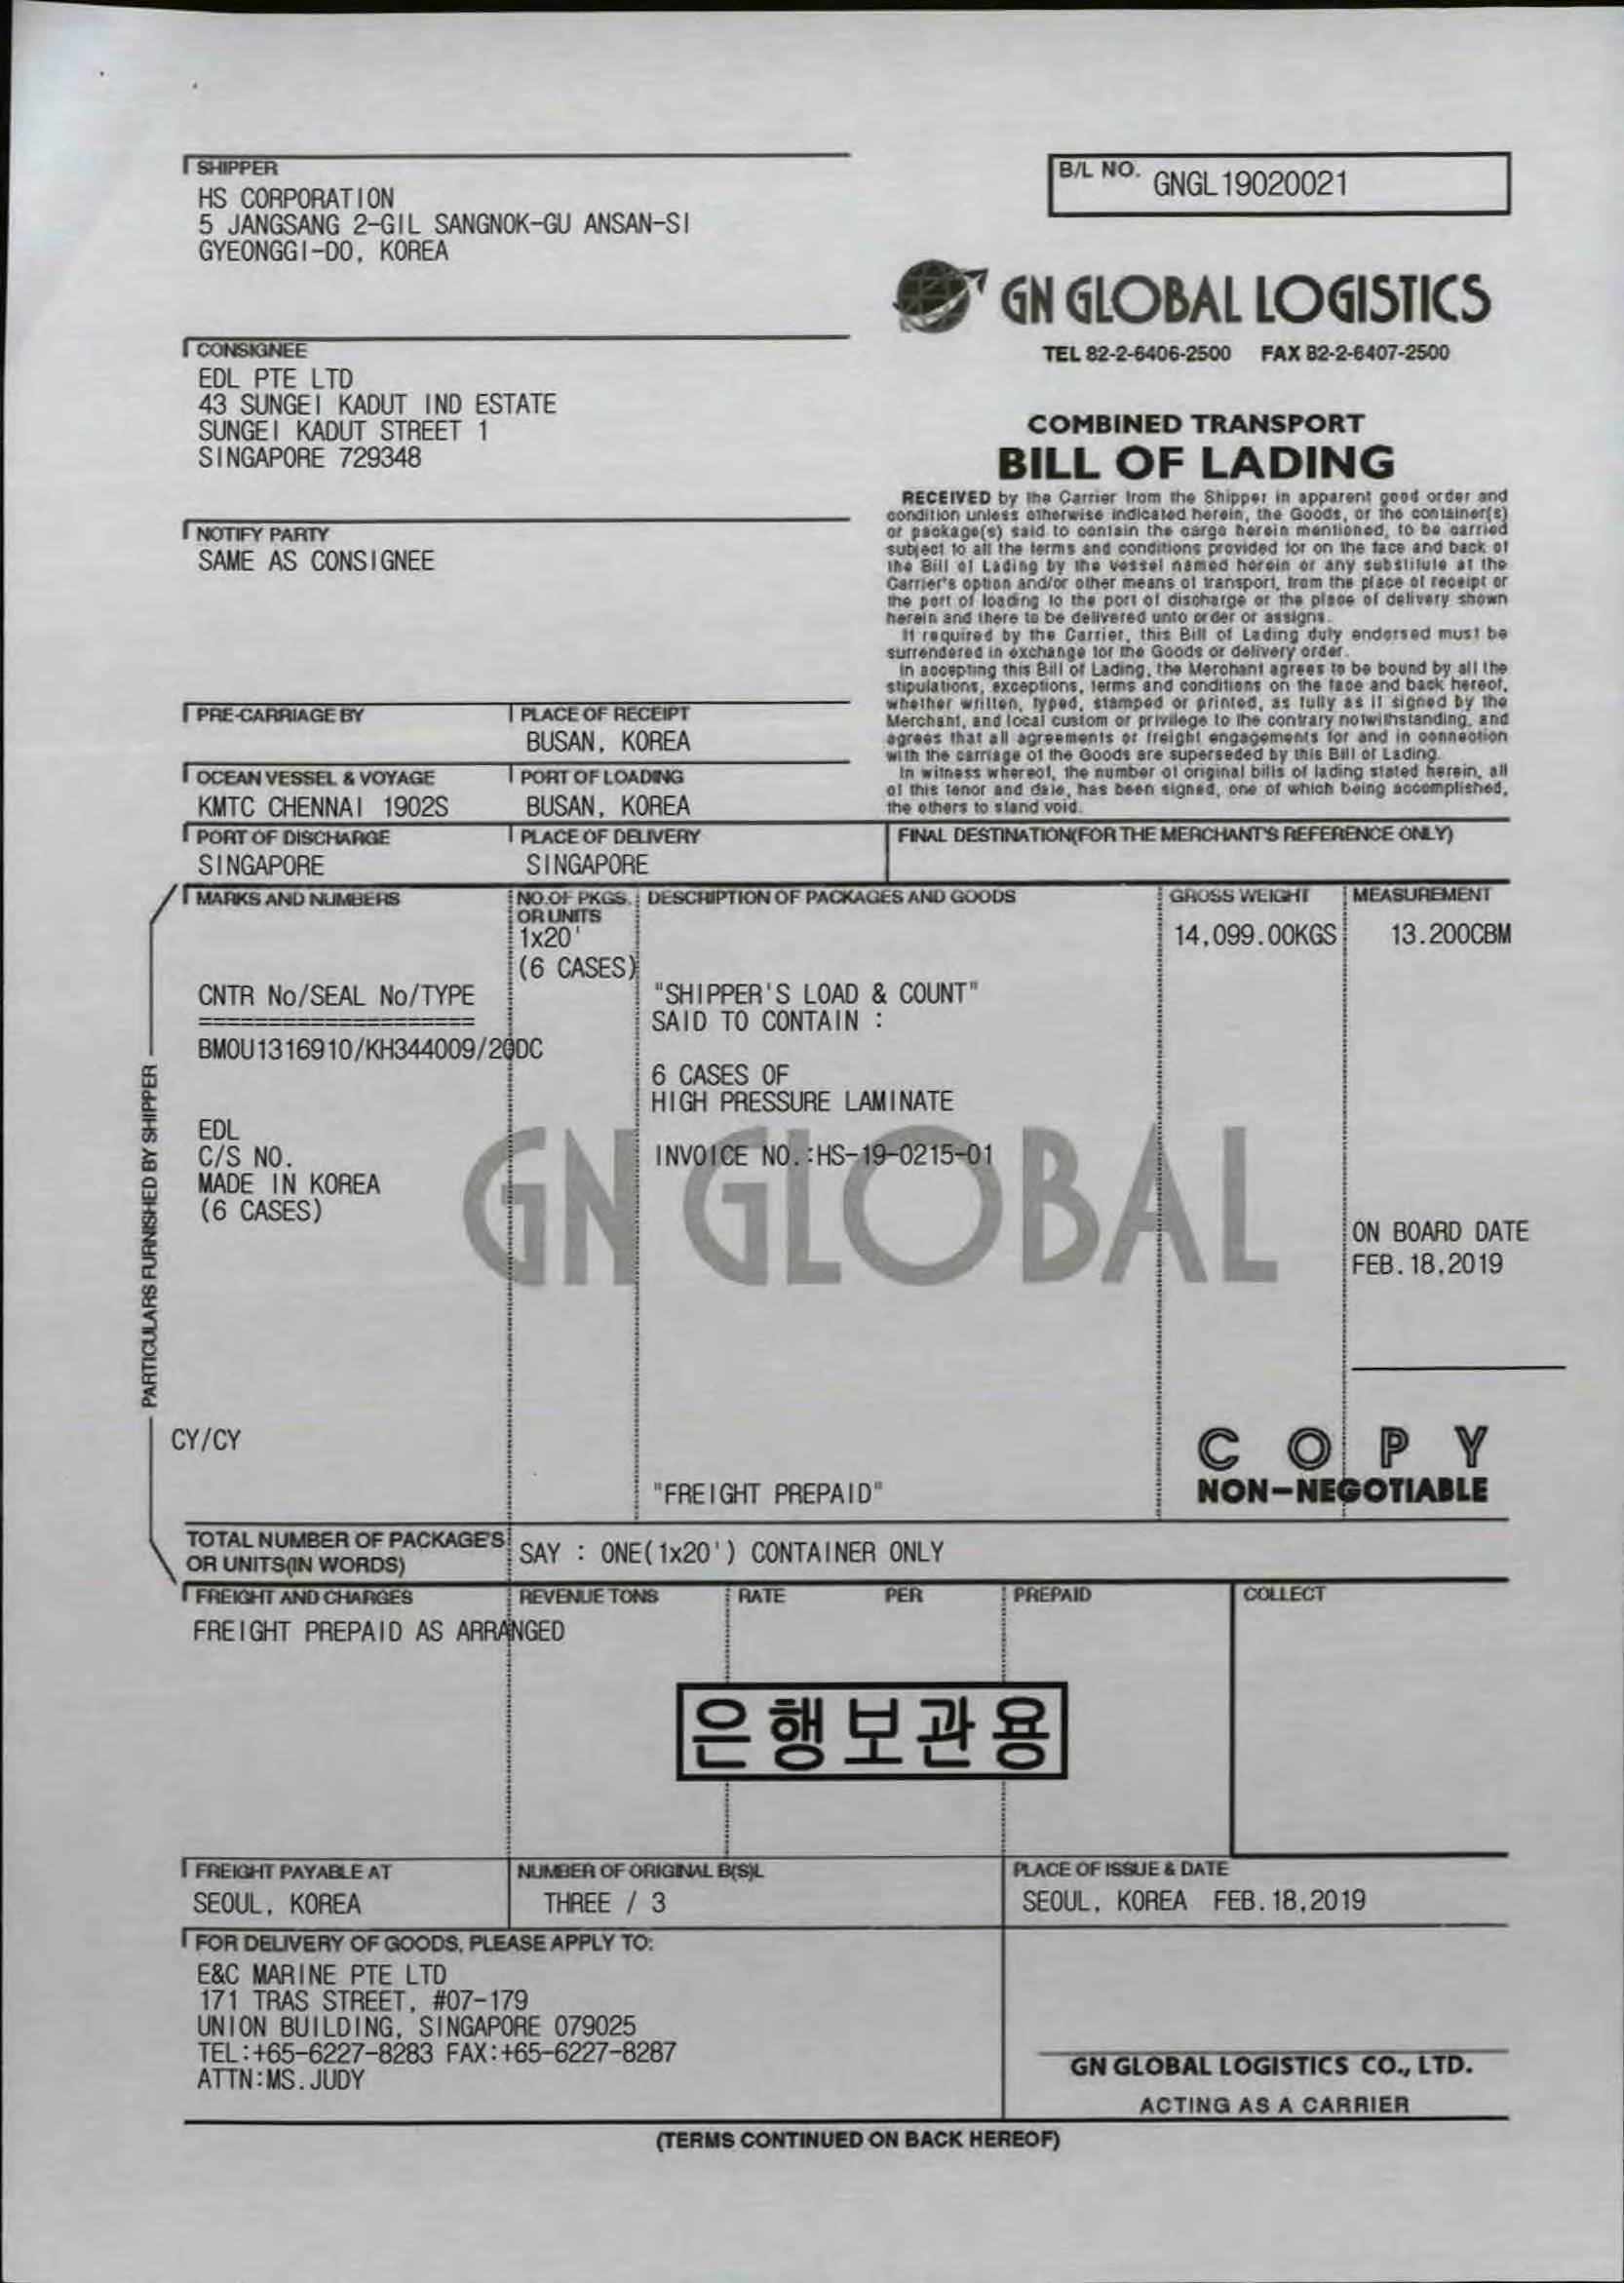 SHIPPER
HS CORPORATION
5 JANGSANG 2-GIL SANGNOK-GU ANSAN-SI
GYEONGGI-DO, KOREA
B/L NO. GNGL19020021
GN GLOBAL LOGISTICS
TEL 82-2-6406-2500 FAX 82-2-6407-2500
CONSIGNEE
EDL PTE LTD
43 SUNGEI KADUT IND ESTATE
SUNGEI KADUT STREET 1
SINGAPORE 729348
COMBINED TRANSPORT
BILL OF LADING
RECEIVED by the Carrier from the Shipper in apparent good order and
condition unless otherwise indicated herein, the Goods, or the container(s)
or package(s) said to contain the cargo herein mentioned, to be carried
subject to all the terms and conditions provided for on the face and back of
the Bill of Lading by the vessel named herein or any substitute at the
Carrier's option and/or other means of transport, from the place of receipt or
the port of loading to the port of discharge or the place of delivery shown
herein and there to be delivered unto order or assigns.
If required by the Carrier, this Bill of Lading duly endorsed must be
surrendered in exchange for the Goods or delivery order.
In accepting this Bill of Lading, the Merchant agrees to be bound by all the
stipulations, exceptions, terms and conditions on the face and back hereof,
whether written, typed, stamped or printed, as fully as if signed by the
Merchant, and local custom or privilege to the contrary notwithstanding, and
agrees that all agreements or freight engagements for and in connection
with the carriage of the Goods are superseded by this Bill of Lading.
In witness whereof, the number of original bills of lading stated herein, all
of this tenor and date, has been signed, one of which being accomplished,
the others to stand void.
NOTIFY PARTY
SAME AS CONSIGNEE
PRE-CARRIAGE BY
PLACE OF RECEIPT
BUSAN, KOREA
OCEAN VESSEL & VOYAGE
PORT OF LOADING
KMTC CHENNAI 1902S
BUSAN, KOREA
PORT OF DISCHARGE
PLACE OF DELIVERY
FINAL DESTINATION(FOR THE MERCHANT'S REFERENCE ONLY)
SINGAPORE
SINGAPORE
MARKS AND NUMBERS
NO.OF PKGS.
OR UNITS
DESCRIPTION OF PACKAGES AND GOODS
GROSS WEIGHT
MEASUREMENT
1x20'
(6 CASES)
14,099.00KGS
13.200CBM
CNTR No/SEAL No/TYPE
====================
BMOU1316910/KH344009/20DC
"SHIPPER'S LOAD & COUNT"
SAID TO CONTAIN :
6 CASES OF
HIGH PRESSURE LAMINATE
INVOICE NO.:HS-19-0215-01
EDL
C/S NO.
MADE IN KOREA
(6 CASES)
GN GLOBAL
ON BOARD DATE
FEB.18,2019
PARTICULARS FURNISHED BY SHIPPER
CY/CY
"FREIGHT PREPAID"
COPY
NON-NEGOTIABLE
TOTAL NUMBER OF PACKAGE'S
OR UNITS(IN WORDS)
SAY : ONE(1x20') CONTAINER ONLY
FREIGHT AND CHARGES
REVENUE TONS
RATE
PER
PREPAID
COLLECT
FREIGHT PREPAID AS ARRANGED
은행보관용
FREIGHT PAYABLE AT
SEOUL, KOREA
NUMBER OF ORIGINAL B(S)L
THREE / 3
PLACE OF ISSUE & DATE
SEOUL, KOREA FEB.18,2019
FOR DELIVERY OF GOODS, PLEASE APPLY TO:
E&C MARINE PTE LTD
171 TRAS STREET, #07-179
UNION BUILDING, SINGAPORE 079025
TEL:+65-6227-8283 FAX:+65-6227-8287
ATTN:MS.JUDY
GN GLOBAL LOGISTICS CO., LTD.
ACTING AS A CARRIER
(TERMS CONTINUED ON BACK HEREOF)